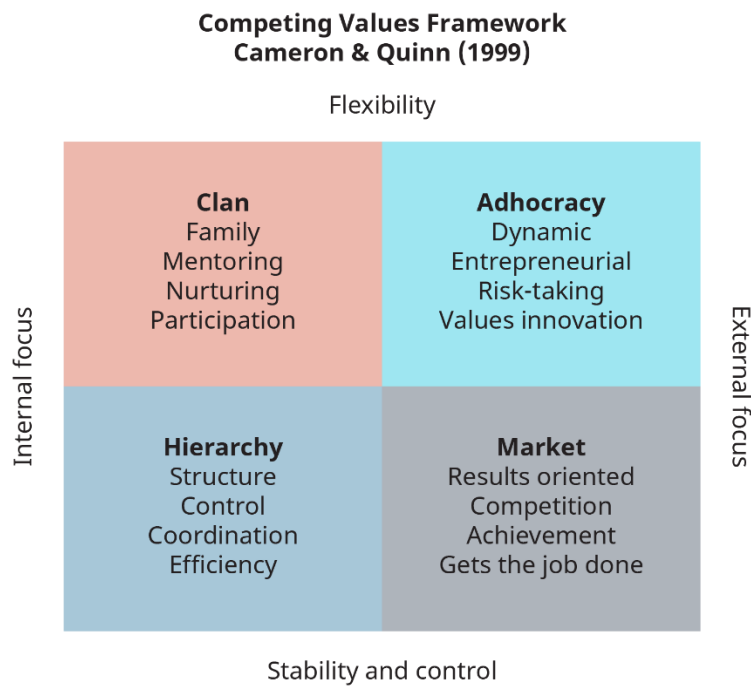 Competing Values Framework
Cameron & Quinn (1999)
Flexibility
Clan
Family
Mentoring
Nurturing
Participation
Adhocracy
Dynamic
Entrepreneurial
Risk-taking
Values innovation
Internal focus
External focus
Hierarchy
Structure
Control
Coordination
Efficiency
Market
Results oriented
Competition
Achievement
Gets the job done
Stability and control